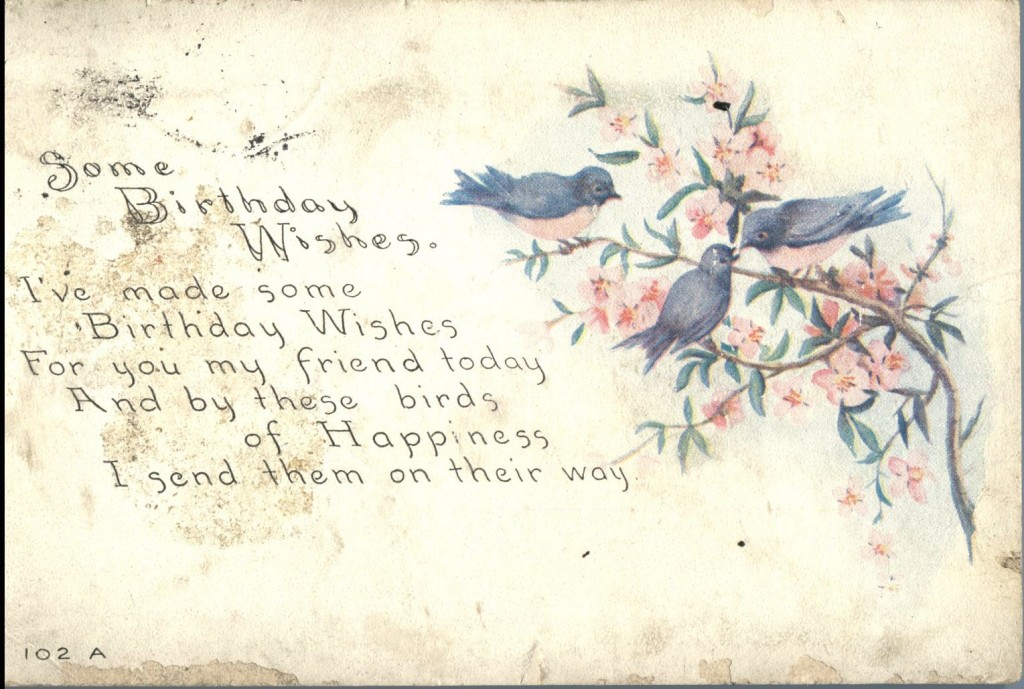 Some
Birthday
Wishes.
I've made some
Birthday Wishes
For you my friend today
And by these birds
of Happiness
I send them on their way.
102 A